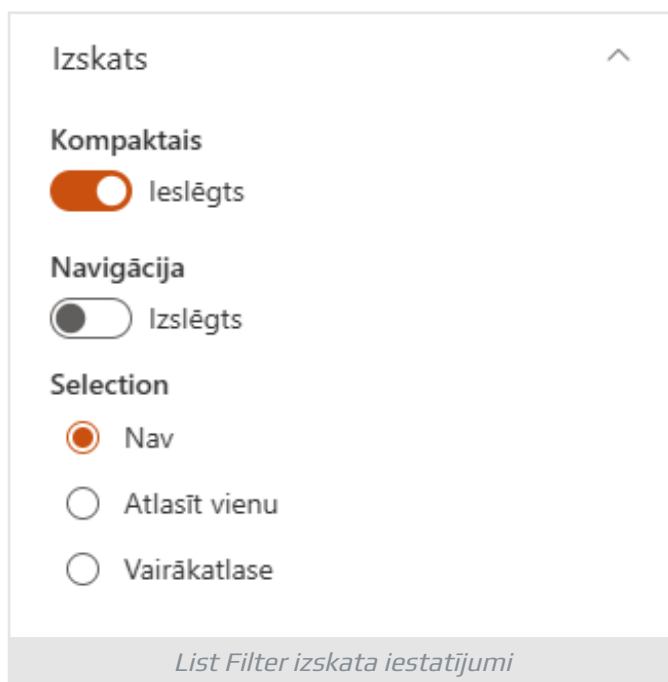 Izskats
Kompaktais
Ieslēgts
Navigācija
Izslēgts
Selection
Nav
Atlasīt vienu
Vairākatlase
List Filter izskata iestatījumi